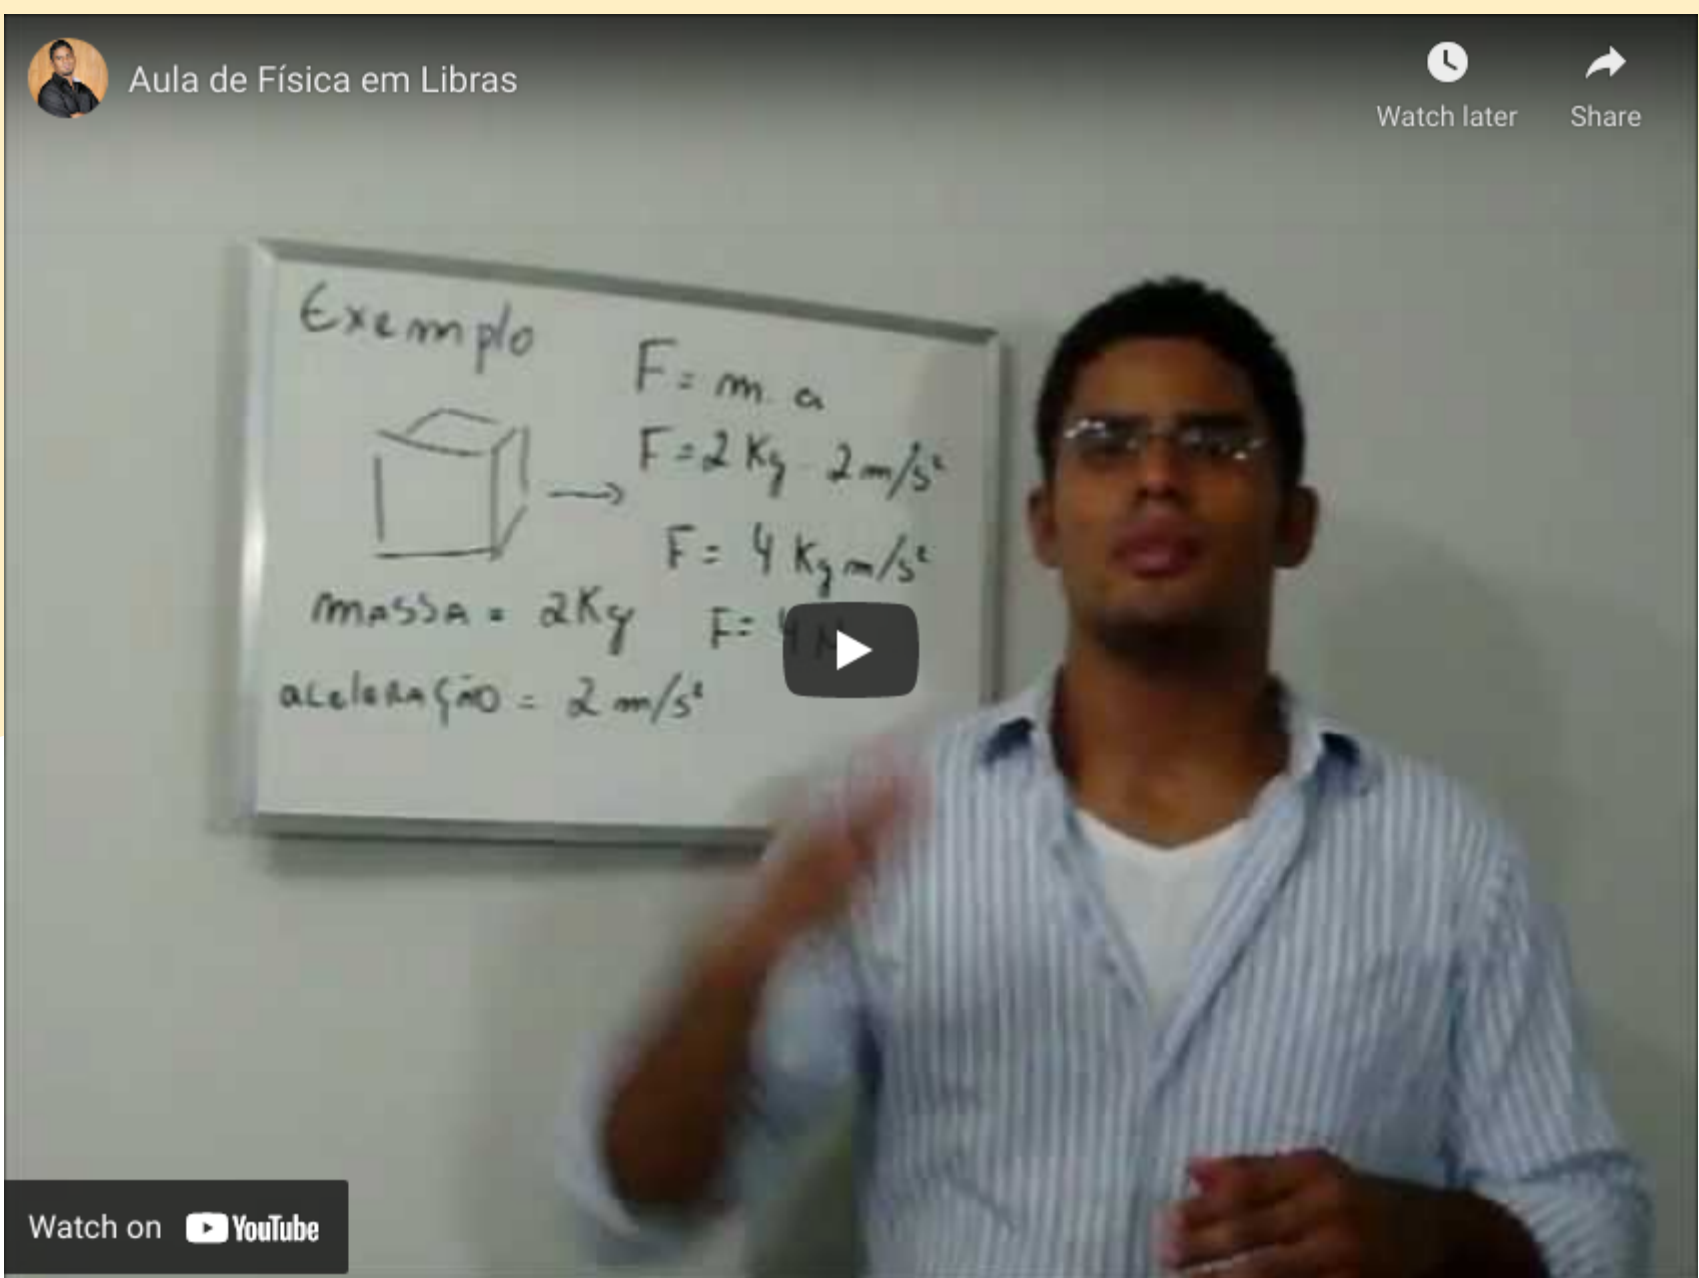 Aula de Física em Libras
Watch later
Share
Exemplo
F = m. a
F = 2 Kg . 2 m/s²
F = 4 Kg m/s²
massa = 2Kg
F = 4 N
aceleração = 2 m/s²
Watch on YouTube